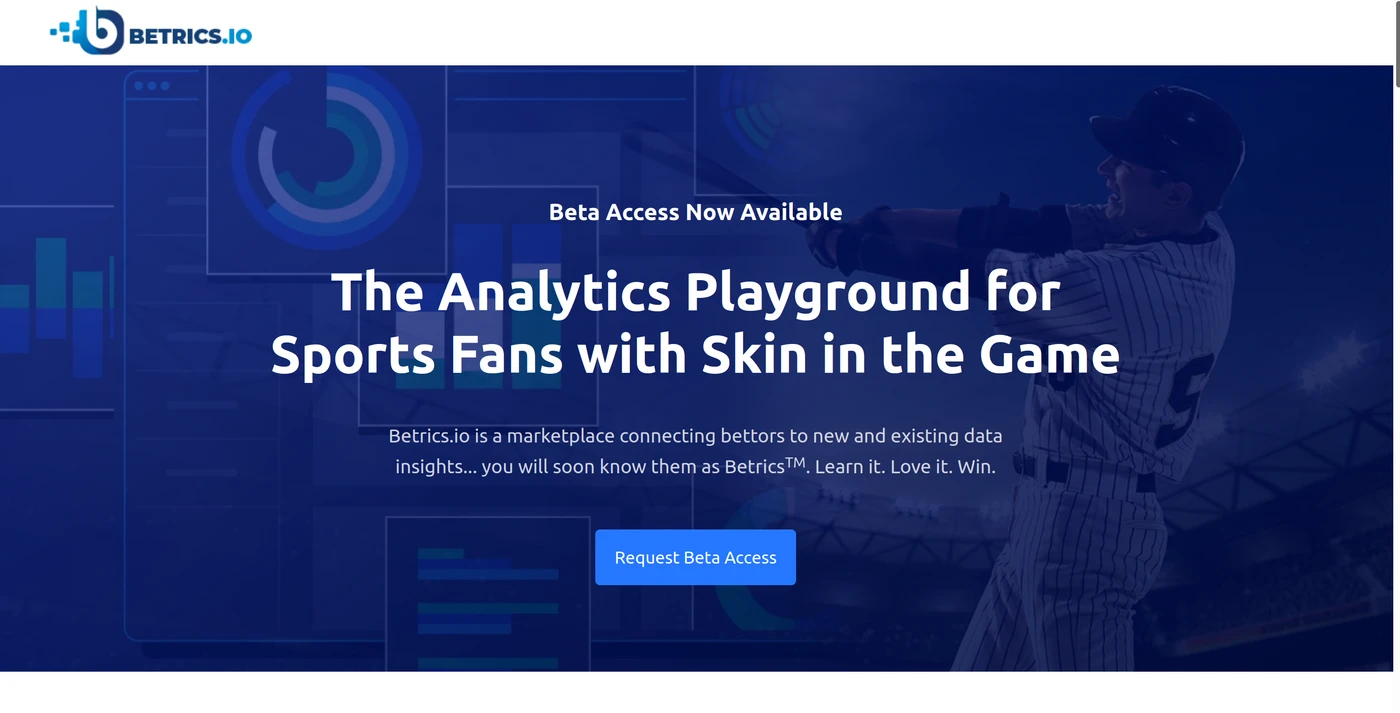 BETRICS.IO
Beta Access Now Available
The Analytics Playground for
Sports Fans with Skin in the Game
Betrics.io is a marketplace connecting bettors to new and existing data
insights... you will soon know them as Betrics™. Learn it. Love it. Win.
Request Beta Access